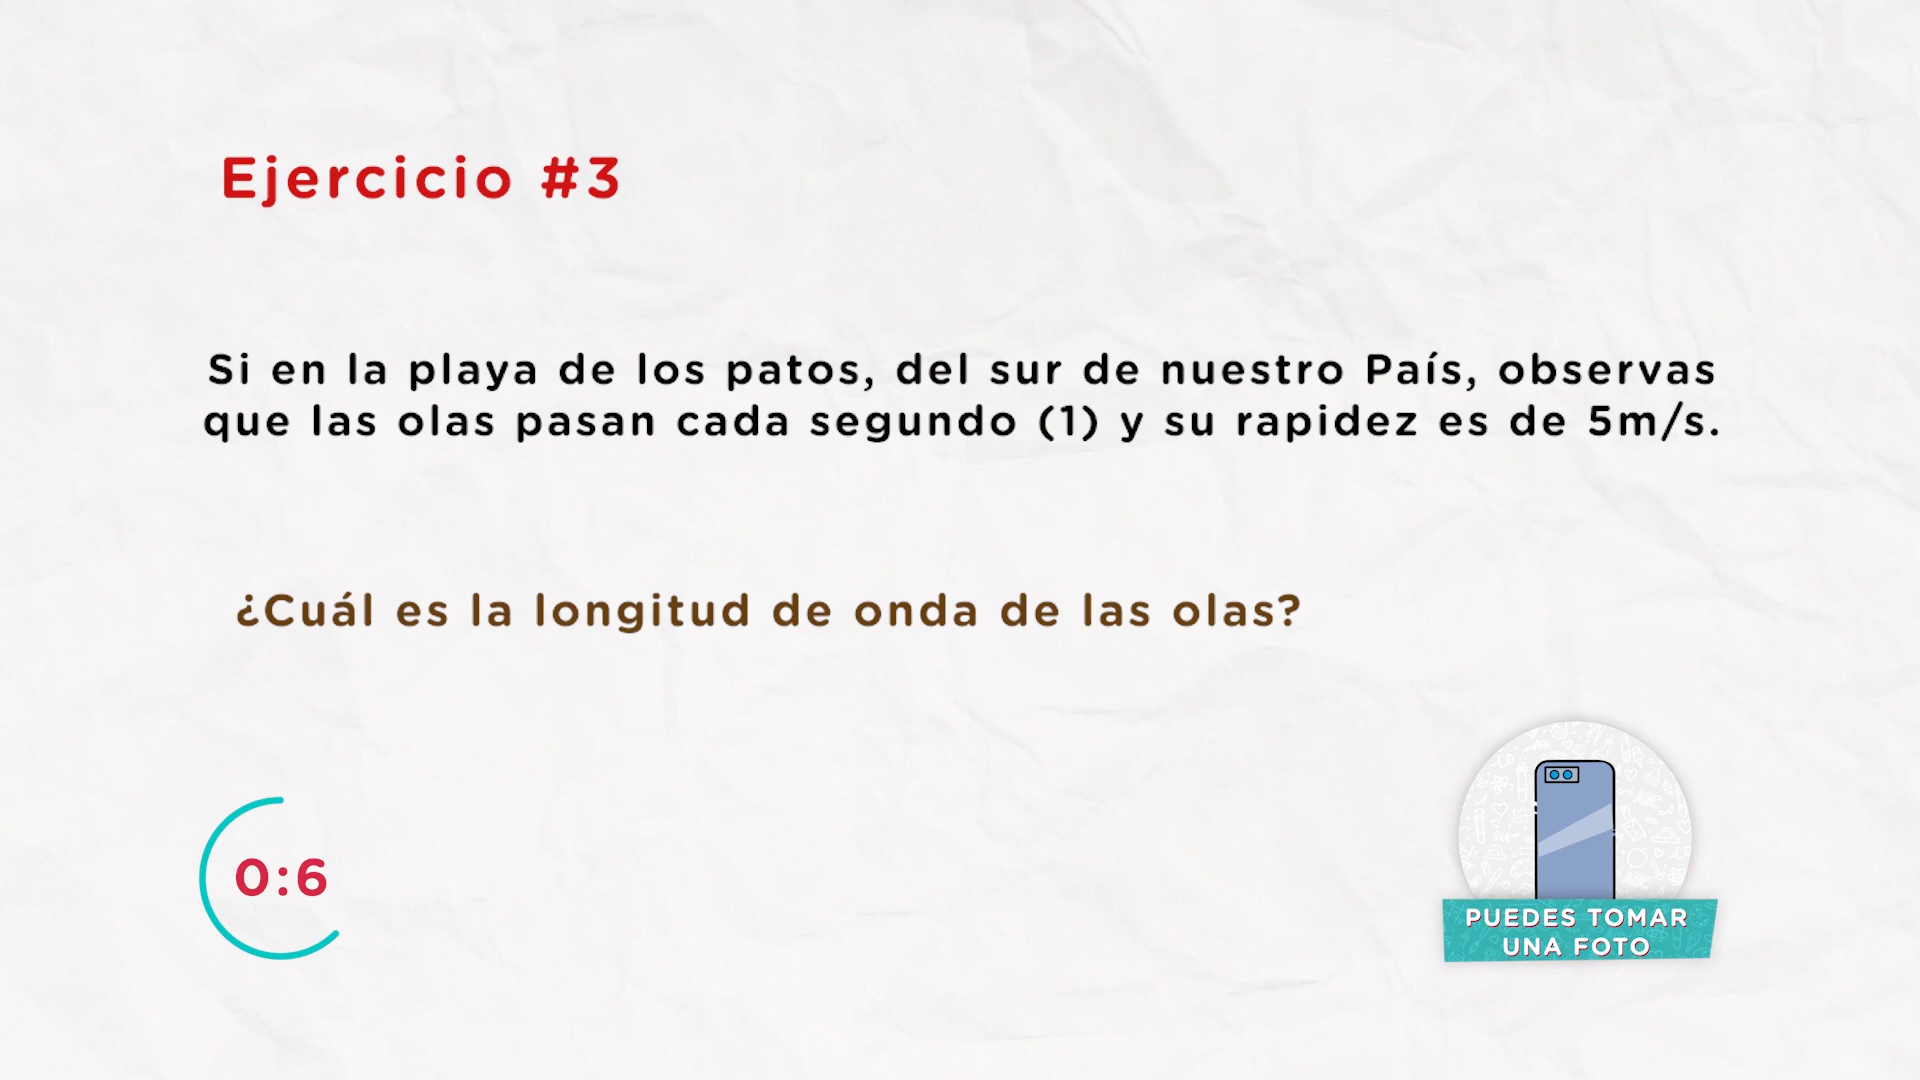 Ejercicio #3
Si en la playa de los patos, del sur de nuestro País, observas
que las olas pasan cada segundo (1) y su rapidez es de 5m/s.
¿Cuál es la longitud de onda de las olas?
0:6
PUEDES TOMAR
UNA FOTO